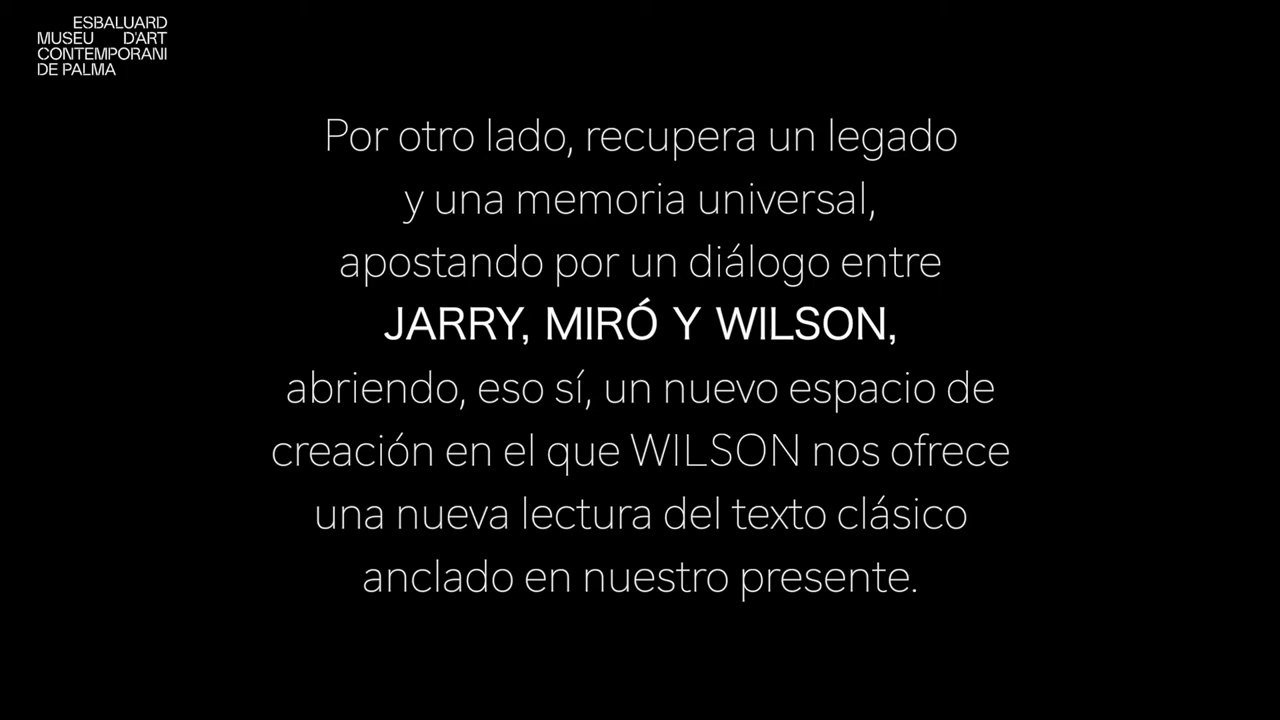 ESBALUARD
MUSEU D'ART
CONTEMPORANI
DE PALMA
Por otro lado, recupera un legado
y una memoria universal,
apostando por un diálogo entre
JARRY, MIRÓ Y WILSON,
abriendo, eso sí, un nuevo espacio de
creación en el que WILSON nos ofrece
una nueva lectura del texto clásico
anclado en nuestro presente.